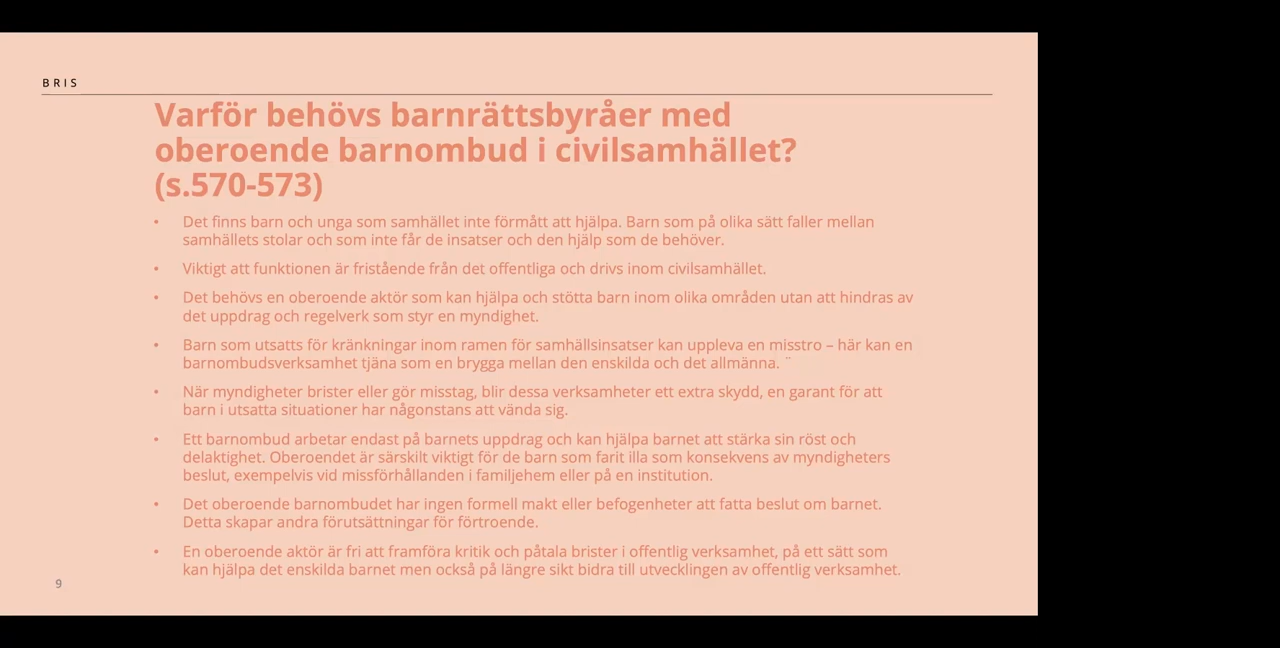 BRIS
Varför behövs barnrättsbyråer med
oberoende barnombud i civilsamhället?
(s.570-573)
• Det finns barn och unga som samhället inte förmått att hjälpa. Barn som på olika sätt faller mellan
samhällets stolar och som inte får de insatser och den hjälp som de behöver.
• Viktigt att funktionen är fristående från det offentliga och drivs inom civilsamhället.
• Det behövs en oberoende aktör som kan hjälpa och stötta barn inom olika områden utan att hindras av
det uppdrag och regelverk som styr en myndighet.
• Barn som utsatts för kränkningar inom ramen för samhällsinsatser kan uppleva en misstro – här kan en
barnombudsverksamhet tjäna som en brygga mellan den enskilda och det allmänna. ¨
• När myndigheter brister eller gör misstag, blir dessa verksamheter ett extra skydd, en garant för att
barn i utsatta situationer har någonstans att vända sig.
• Ett barnombud arbetar endast på barnets uppdrag och kan hjälpa barnet att stärka sin röst och
delaktighet. Oberoendet är särskilt viktigt för de barn som farit illa som konsekvens av myndigheters
beslut, exempelvis vid missförhållanden i familjehem eller på en institution.
• Det oberoende barnombudet har ingen formell makt eller befogenheter att fatta beslut om barnet.
Detta skapar andra förutsättningar för förtroende.
• En oberoende aktör är fri att framföra kritik och påtala brister i offentlig verksamhet, på ett sätt som
kan hjälpa det enskilda barnet men också på längre sikt bidra till utvecklingen av offentlig verksamhet.
9